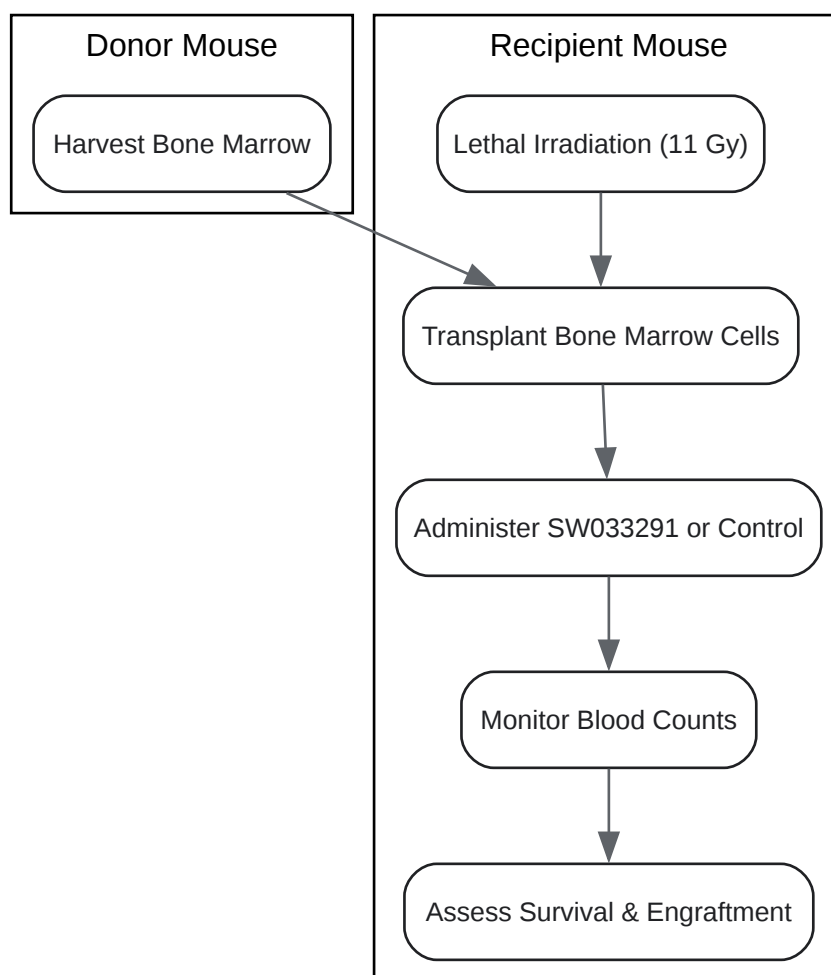 Donor Mouse
Recipient Mouse
Harvest Bone Marrow
Lethal Irradiation (11 Gy)
Transplant Bone Marrow Cells
Administer SW033291 or Control
Monitor Blood Counts
Assess Survival & Engraftment